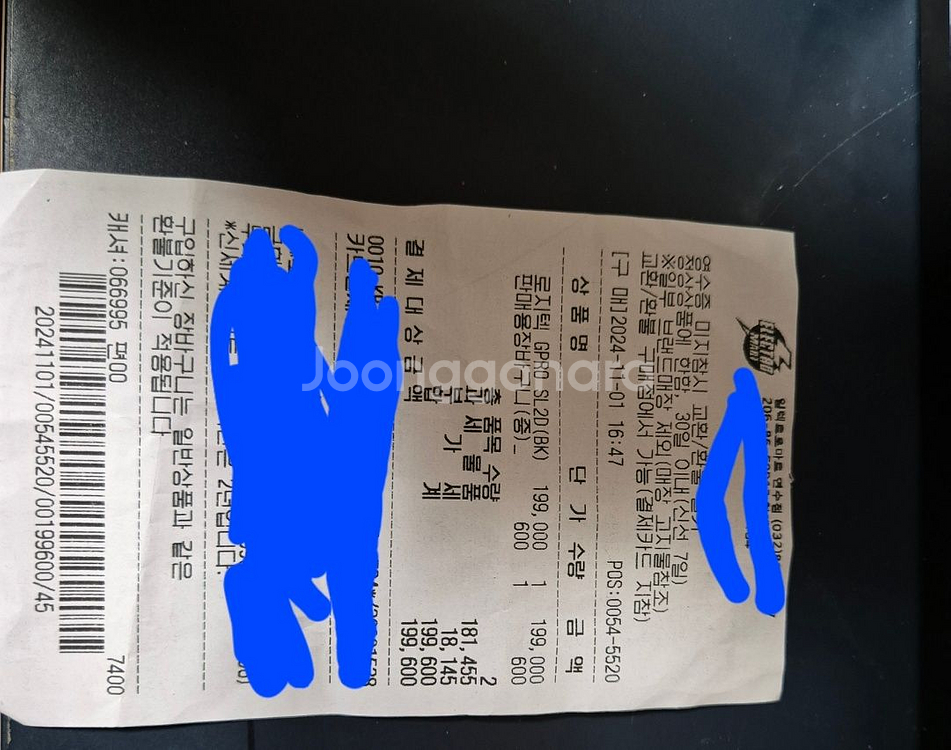 ELECTRO MART
일렉트로마트 연수점 (032)
영수증 미지참시 교환/환불 불가
정상상품에 한함, 30일 이내(신선 7일)
※일부 브랜드매장 제외(매장 고지물참조)
교환/환불 구매점에서 가능(결제카드 지참)
[구 매]2024-11-01 16:47 POS:0054-5520
상 품 명 단 가 수량 금 액
로지텍 GPRO SL2D(BK) 199,000 1 199,000
판매용장바구니(중)_ 600 1 600
총 품목 수량 2
과 세 물 품 181,455
부 가 세 18,145
합 계 199,600
결 제 대 상 금 액 199,600
0010
구입하신 장바구니는 일반상품과 같은
환불기준이 적용됩니다
캐셔:066995 편00 7400
20241101/00545520/00199600/45
Joonggonara